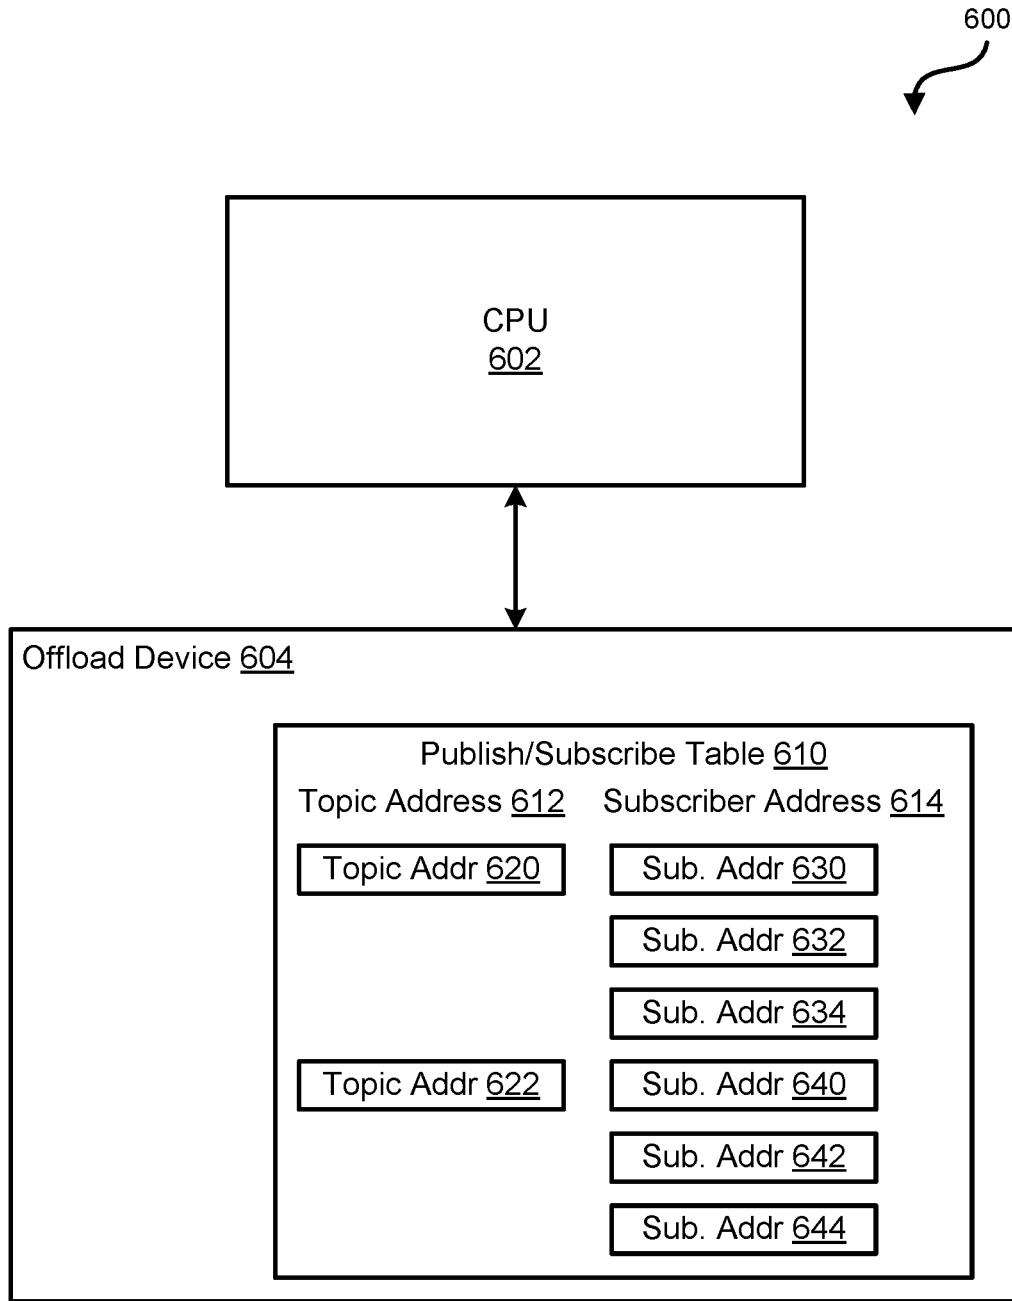 600
CPU
602
Offload Device 604
Publish/Subscribe Table 610
Topic Address 612 Subscriber Address 614
Topic Addr 620 Sub. Addr 630
Sub. Addr 632
Sub. Addr 634
Topic Addr 622 Sub. Addr 640
Sub. Addr 642
Sub. Addr 644